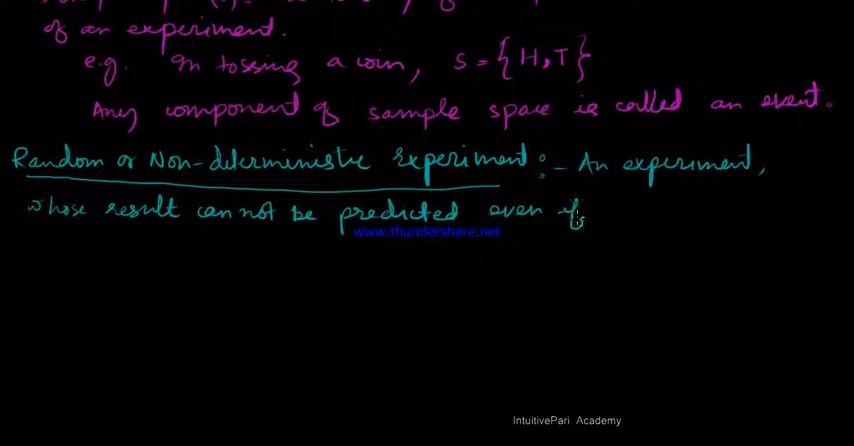 of an experiment.
e.g. In tossing a coin, S = {H, T}
Any component of sample space is called an event.
Random or Non-deterministic Experiment :- An experiment,
whose result can not be predicted even if
www.thundershare.net
IntuitivePari Academy